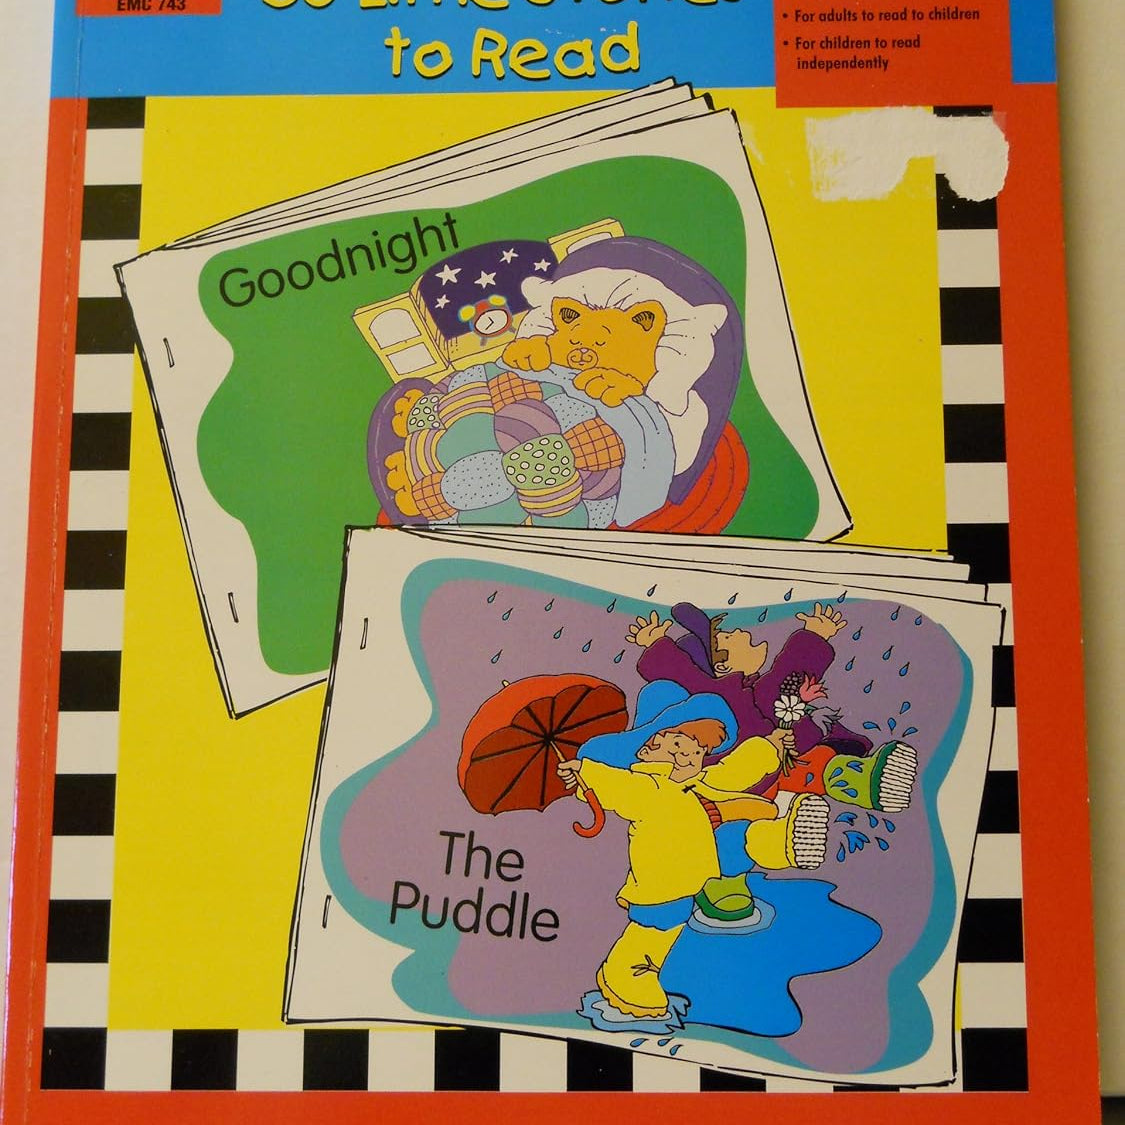 EMC 743
to Read
• For adults to read to children
• For children to read
independently
Goodnight
The
Puddle